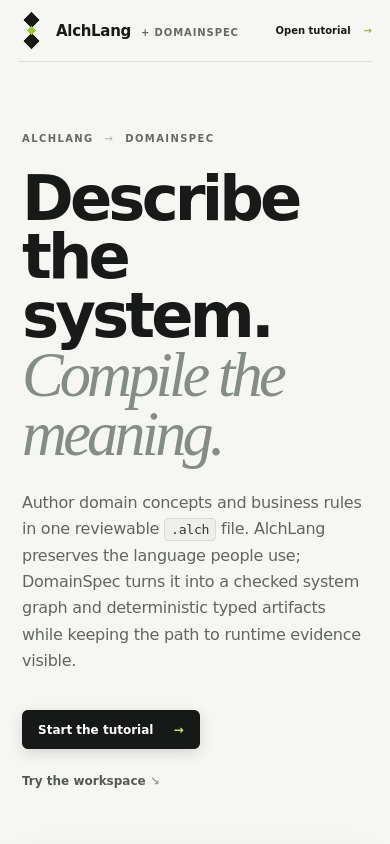 AlchLang + DOMAINSPEC Open tutorial →
ALCHLANG → DOMAINSPEC
Describe
the
system.
Compile the
meaning.
Author domain concepts and business rules
in one reviewable .alch file. AlchLang
preserves the language people use;
DomainSpec turns it into a checked system
graph and deterministic typed artifacts
while keeping the path to runtime evidence
visible.
Start the tutorial →
Try the workspace ↘